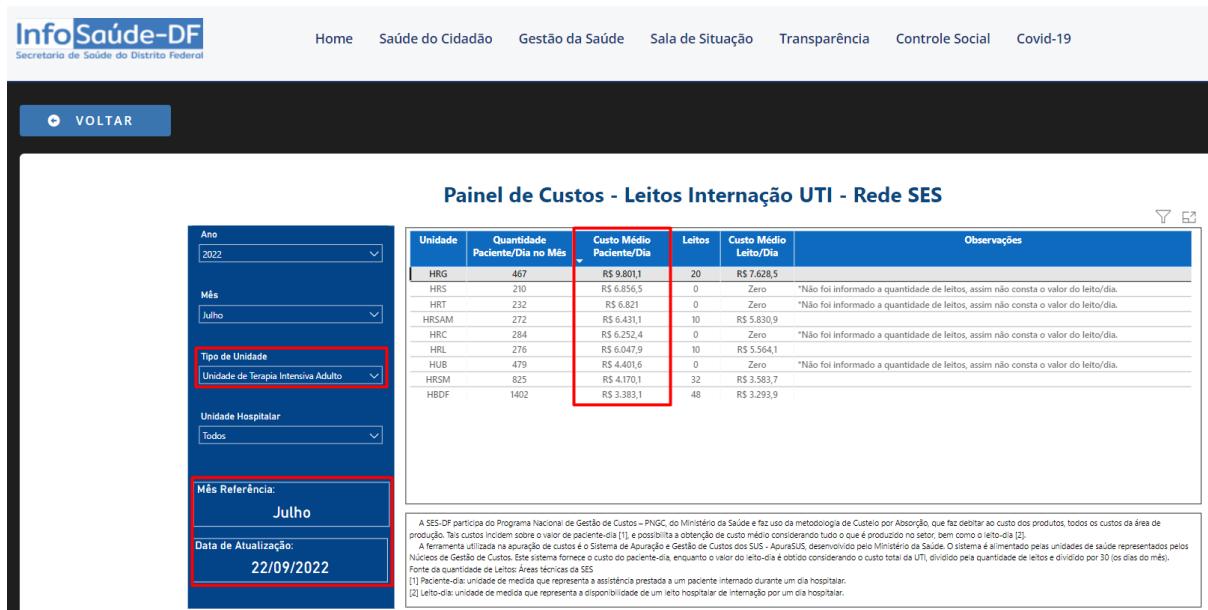 InfoSaúde-DF
Secretaria de Saúde do Distrito Federal
Home Saúde do Cidadão Gestão da Saúde Sala de Situação Transparência Controle Social Covid-19
VOLTAR
Painel de Custos - Leitos Internação UTI - Rede SES
Ano
2022
Mês
Julho
Tipo de Unidade
Unidade de Terapia Intensiva Adulto
Unidade Hospitalar
Todos
Mês Referência:
Julho
Data de Atualização:
22/09/2022
Unidade Quantidade Paciente/Dia no Mês Custo Médio Paciente/Dia Leitos Custo Médio Leito/Dia Observações
HRG 467 R$ 9.801,1 20 R$ 7.628,5
HRS 210 R$ 6.856,5 0 Zero *Não foi informado a quantidade de leitos, assim não consta o valor do leito/dia.
HRT 232 R$ 6.821 0 Zero *Não foi informado a quantidade de leitos, assim não consta o valor do leito/dia.
HRSAM 272 R$ 6.431,1 10 R$ 5.830,9
HRC 284 R$ 6.252,4 0 Zero *Não foi informado a quantidade de leitos, assim não consta o valor do leito/dia.
HRL 276 R$ 6.047,9 10 R$ 5.564,1
HUB 479 R$ 4.401,6 0 Zero *Não foi informado a quantidade de leitos, assim não consta o valor do leito/dia.
HRSM 825 R$ 4.170,1 32 R$ 3.583,7
HBDF 1402 R$ 3.383,1 48 R$ 3.293,9
A SES-DF participa do Programa Nacional de Gestão de Custos – PNGC, do Ministério da Saúde e faz uso da metodologia de Custeio por Absorção, que faz debitar ao custo dos produtos, todos os custos da área de
produção. Tais custos incidem sobre o valor de paciente-dia [1], e possibilita a obtenção de custo médio considerando tudo o que é produzido no setor, bem como o leito-dia [2].
A ferramenta utilizada na apuração de custos é o Sistema de Apuração e Gestão de Custos dos SUS - ApuraSUS, desenvolvido pelo Ministério da Saúde. O sistema é alimentado pelas unidades de saúde representados pelos
Núcleos de Gestão de Custos. Este sistema fornece o custo do paciente-dia, enquanto o valor do leito-dia é obtido considerando o custo total da UTI, dividido pela quantidade de leitos e dividido por 30 (os dias do mês).
Fonte da quantidade de Leitos: Áreas técnicas da SES
[1] Paciente-dia: unidade de medida que representa a assistência prestada a um paciente internado durante um dia hospitalar.
[2] Leito-dia: unidade de medida que representa a disponibilidade de um leito hospitalar de internação por um dia hospitalar.